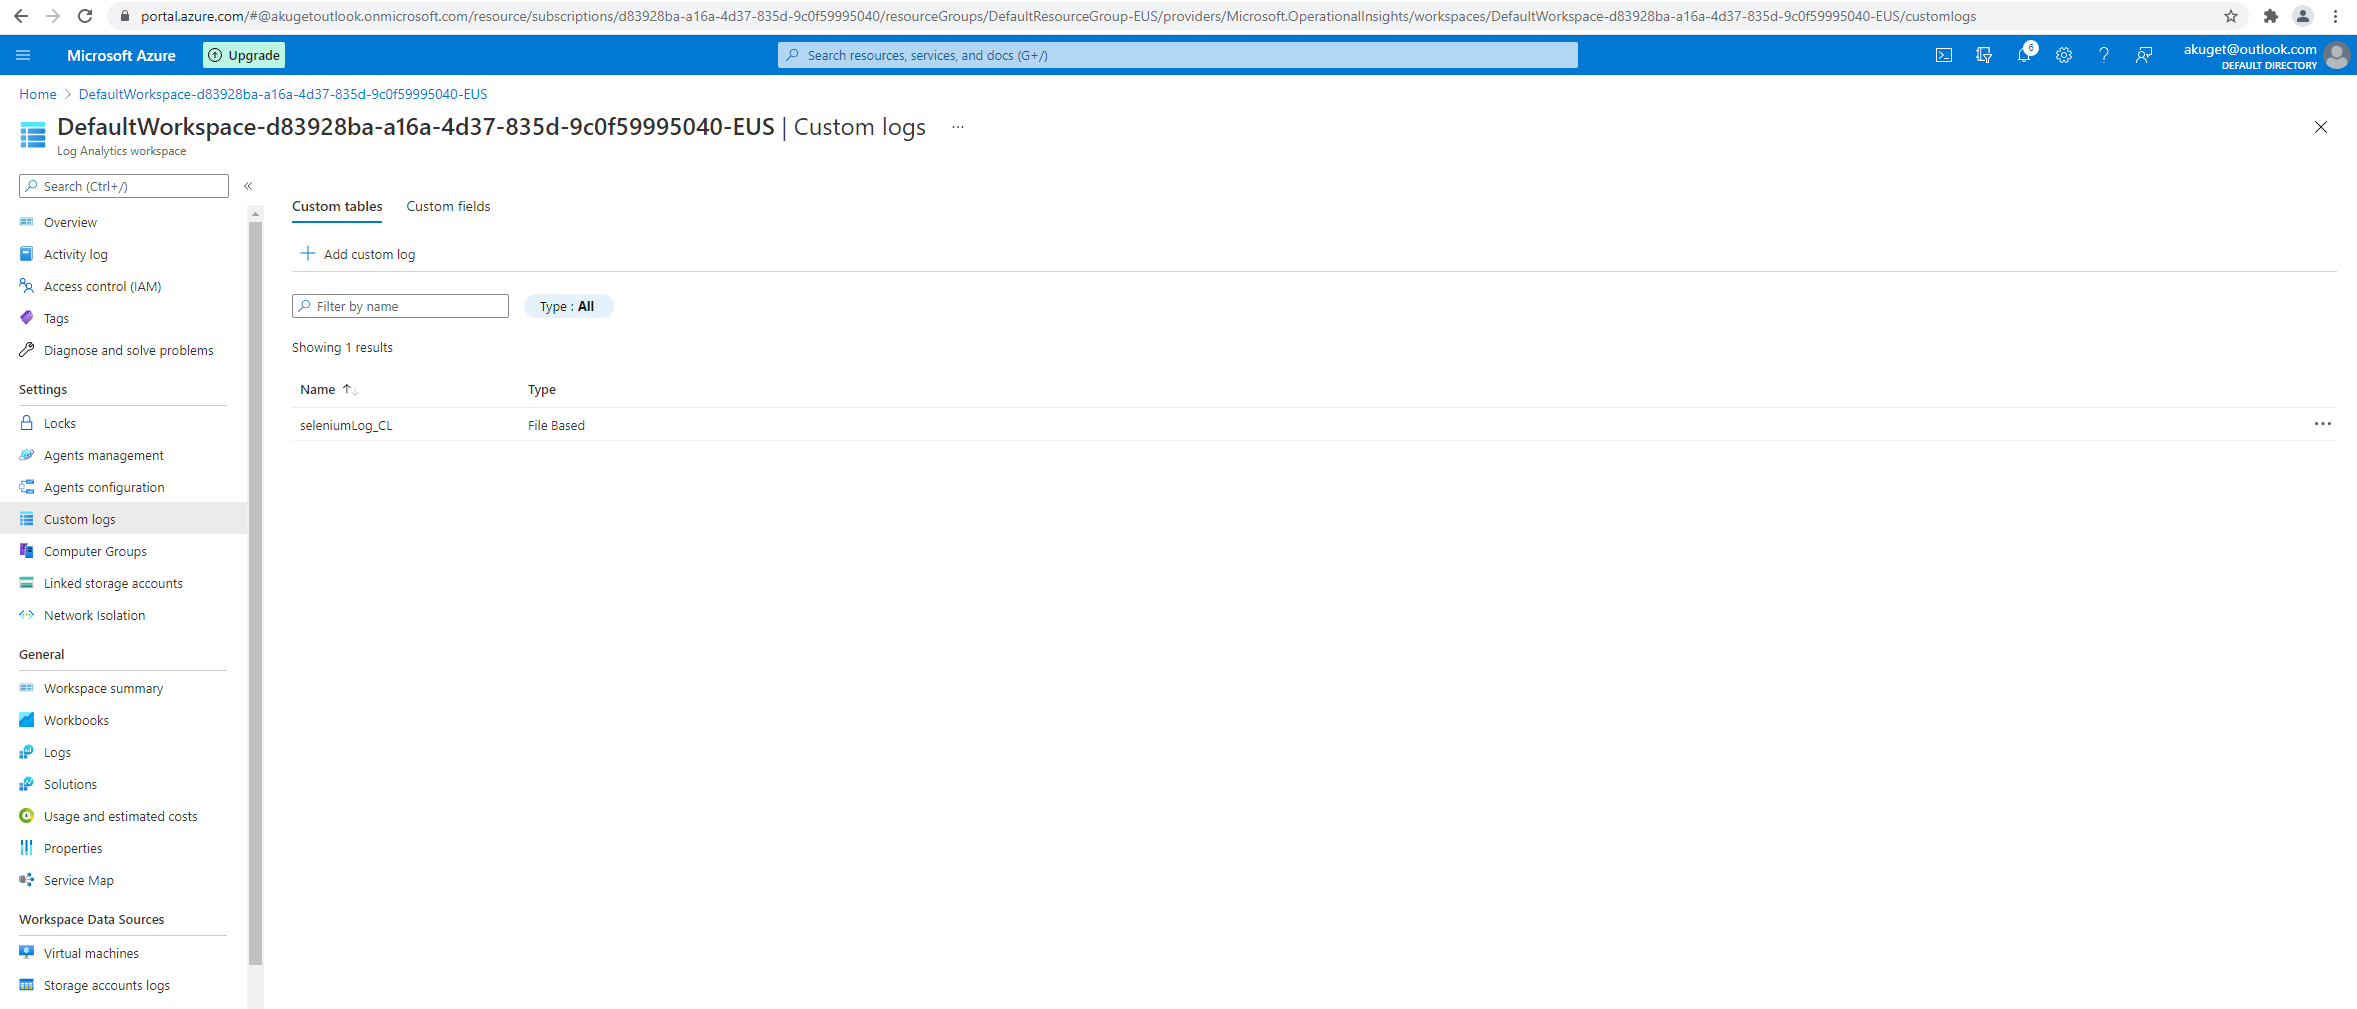 portal.azure.com/#@akugetoutlook.onmicrosoft.com/resource/subscriptions/d83928ba-a16a-4d37-835d-9c0f59995040/resourceGroups/DefaultResourceGroup-EUS/providers/Microsoft.OperationalInsights/workspaces/DefaultWorkspace-d83928ba-a16a-4d37-835d-9c0f59995040-EUS/customlogs
Microsoft Azure
Upgrade
Search resources, services, and docs (G+/)
6
akuget@outlook.com
DEFAULT DIRECTORY
Home > DefaultWorkspace-d83928ba-a16a-4d37-835d-9c0f59995040-EUS
DefaultWorkspace-d83928ba-a16a-4d37-835d-9c0f59995040-EUS | Custom logs ...
Log Analytics workspace
Search (Ctrl+/)
Overview
Activity log
Access control (IAM)
Tags
Diagnose and solve problems
Settings
Locks
Agents management
Agents configuration
Custom logs
Computer Groups
Linked storage accounts
Network Isolation
General
Workspace summary
Workbooks
Logs
Solutions
Usage and estimated costs
Properties
Service Map
Workspace Data Sources
Virtual machines
Storage accounts logs
Custom tables Custom fields
Add custom log
Filter by name
Type : All
Showing 1 results
Name Type
seleniumLog_CL File Based